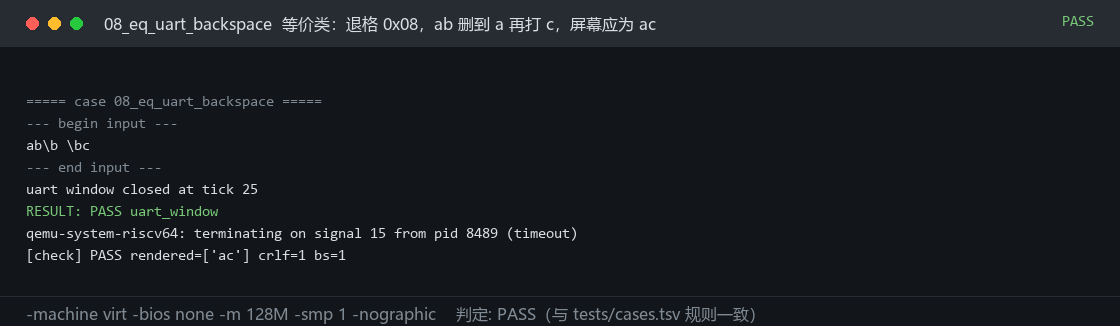 08_eq_uart_backspace 等价类：退格 0x08，ab 删到 a 再打 c，屏幕应为 ac
PASS
===== case 08_eq_uart_backspace =====
--- begin input ---
ab\b \bc
--- end input ---
uart window closed at tick 25
RESULT: PASS uart_window
qemu-system-riscv64: terminating on signal 15 from pid 8489 (timeout)
[check] PASS rendered=['ac'] crlf=1 bs=1
-machine virt -bios none -m 128M -smp 1 -nographic 判定: PASS（与 tests/cases.tsv 规则一致）